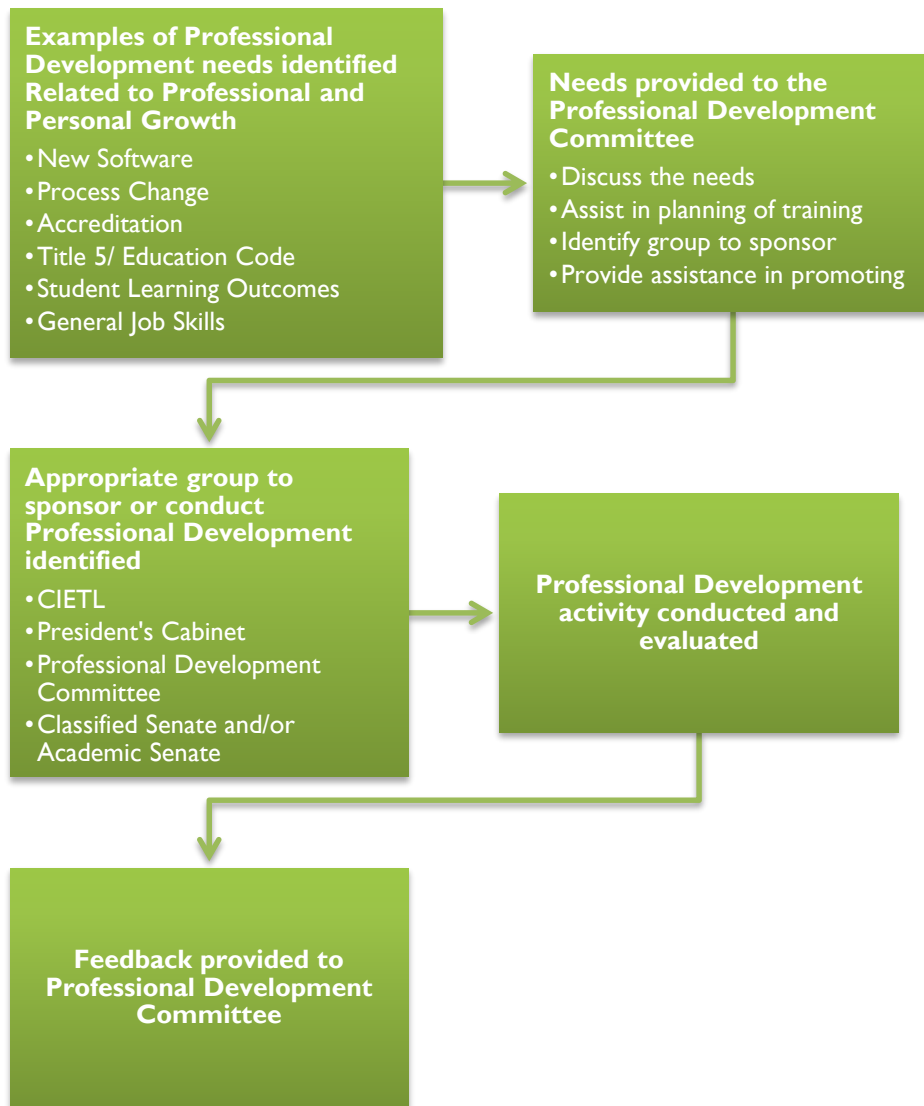 Examples of Professional
Development needs identified
Related to Professional and
Personal Growth
• New Software
• Process Change
• Accreditation
• Title 5/ Education Code
• Student Learning Outcomes
• General Job Skills
Needs provided to the
Professional Development
Committee
• Discuss the needs
• Assist in planning of training
• Identify group to sponsor
• Provide assistance in promoting
Appropriate group to
sponsor or conduct
Professional Development
identified
• CIETL
• President's Cabinet
• Professional Development
Committee
• Classified Senate and/or
Academic Senate
Professional Development
activity conducted and
evaluated
Feedback provided to
Professional Development
Committee